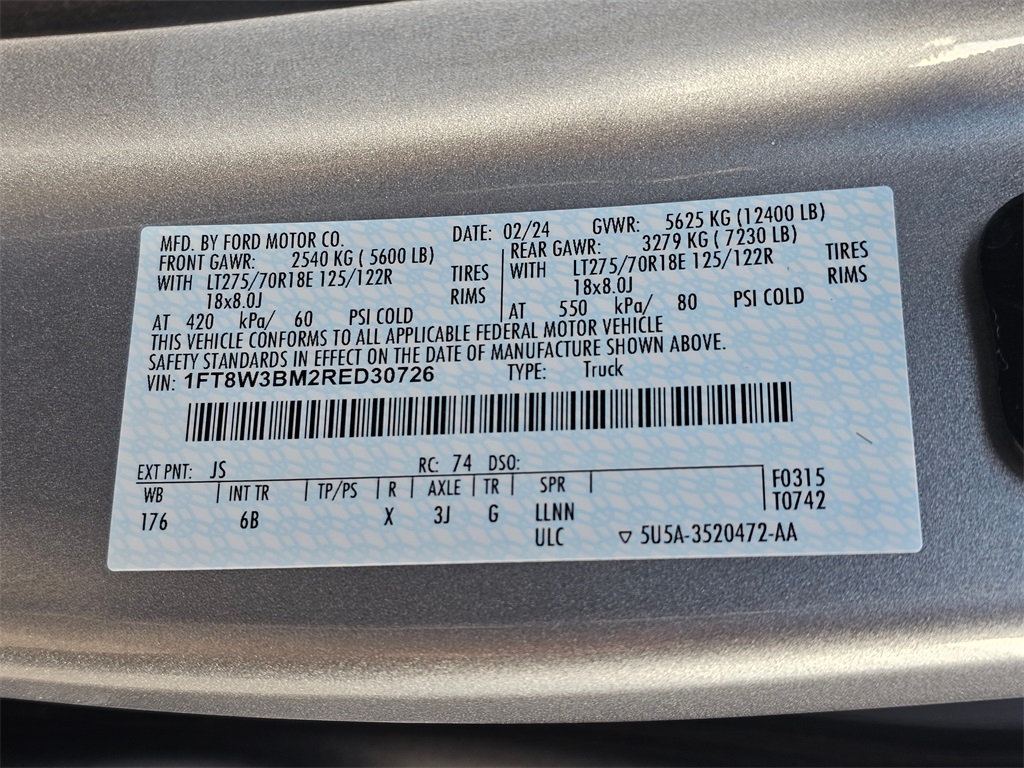 MFD. BY FORD MOTOR CO. DATE: 02/24 GVWR: 5625 KG (12400 LB)
FRONT GAWR: 2540 KG ( 5600 LB) REAR GAWR: 3279 KG ( 7230 LB)
WITH LT275/70R18E 125/122R TIRES WITH LT275/70R18E 125/122R TIRES
18x8.0J RIMS 18x8.0J RIMS
AT 420 kPa/ 60 PSI COLD AT 550 kPa/ 80 PSI COLD
THIS VEHICLE CONFORMS TO ALL APPLICABLE FEDERAL MOTOR VEHICLE
SAFETY STANDARDS IN EFFECT ON THE DATE OF MANUFACTURE SHOWN ABOVE.
VIN: 1FT8W3BM2RED30726 TYPE: Truck
EXT PNT: JS RC: 74 DSO:
WB INT TR TP/PS R AXLE TR SPR F0315
176 6B X 3J G LLNN T0742
ULC ▽ 5U5A-3520472-AA